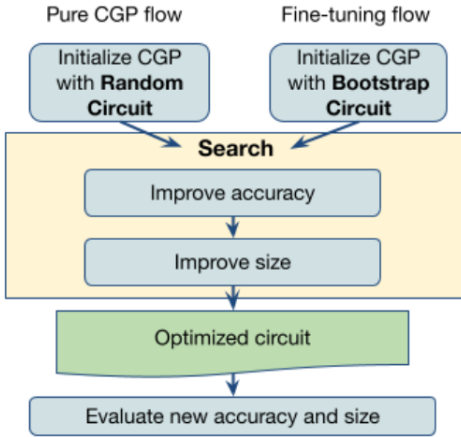 Pure CGP flow
Fine-tuning flow
Initialize CGP
with Random
Circuit
Initialize CGP
with Bootstrap
Circuit
Search
Improve accuracy
Improve size
Optimized circuit
Evaluate new accuracy and size